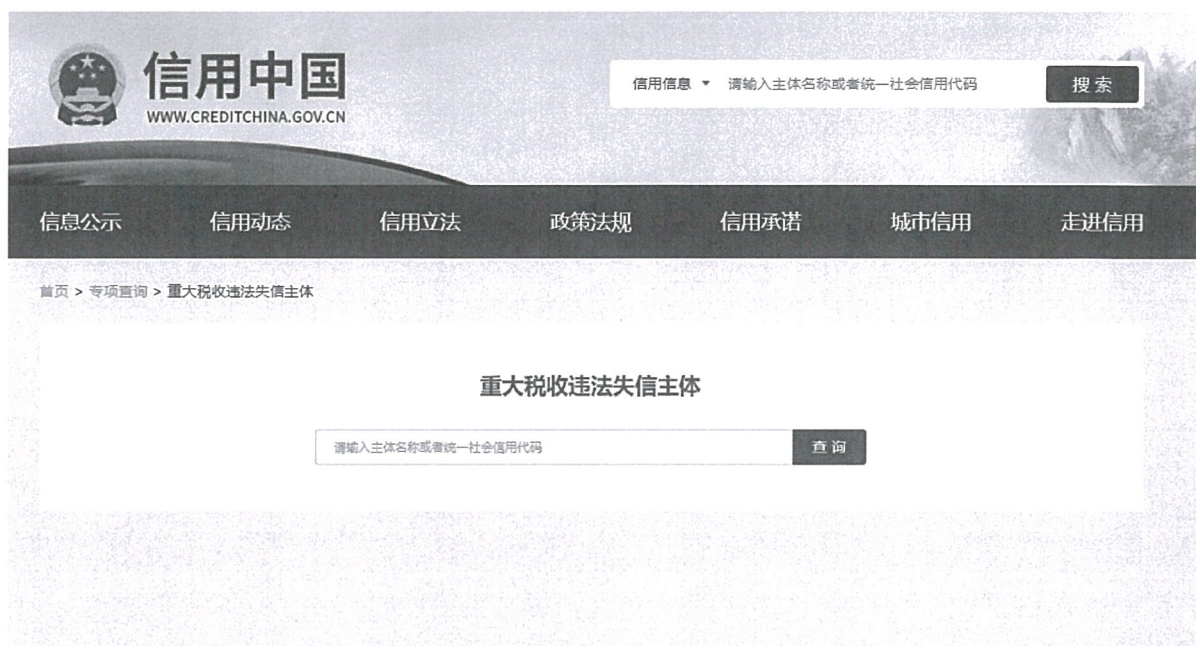 信用中国
WWW.CREDITCHINA.GOV.CN
信用信息 请输入主体名称或者统一社会信用代码 搜索
信息公示 信用动态 信用立法 政策法规 信用承诺 城市信用 走进信用
首页 > 专项查询 > 重大税收违法失信主体
重大税收违法失信主体
请输入主体名称或者统一社会信用代码 查询